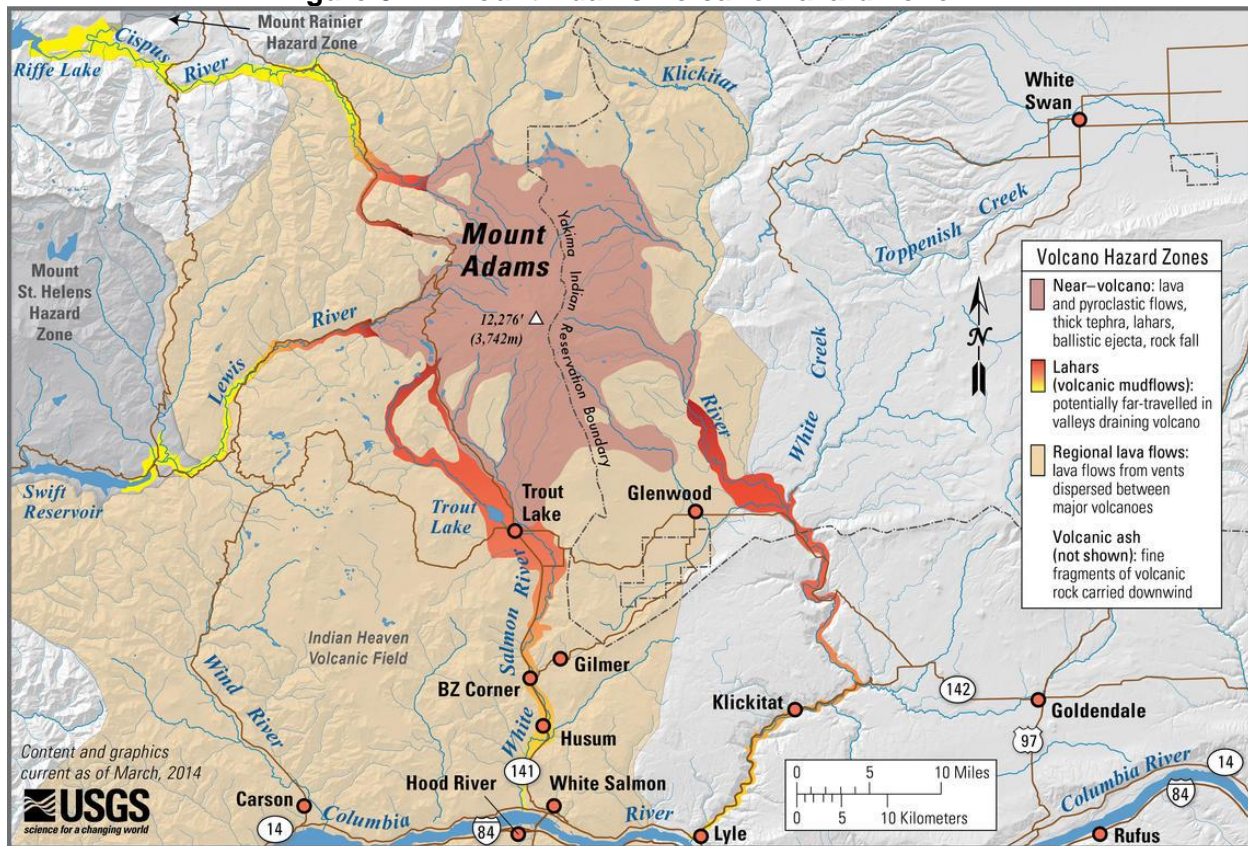 Mount Rainier
Hazard Zone
Cispus
River
Riffe Lake
Klickitat
White
Swan
Toppenish Creek
Mount
Adams
Yakima Indian Reservation Boundary
12,276'
(3,742m)
Mount
St. Helens
Hazard
Zone
Lewis
River
Swift
Reservoir
River
White
Creek
Volcano Hazard Zones
Near–volcano: lava
and pyroclastic flows,
thick tephra, lahars,
ballistic ejecta, rock fall
Lahars
(volcanic mudflows):
potentially far-travelled in
valleys draining volcano
Regional lava flows:
lava flows from vents
dispersed between
major volcanoes
Volcanic ash
(not shown): fine
fragments of volcanic
rock carried downwind
N
Trout
Lake
Trout
Lake
Glenwood
White Salmon River
Indian Heaven
Volcanic Field
Gilmer
BZ Corner
Husum
Wind
River
Klickitat
142
Goldendale
97
Content and graphics
current as of March, 2014
USGS
science for a changing world
141
Hood River
White Salmon
Carson
14
Columbia
River
84
Lyle
0 5 10 Miles
0 5 10 Kilometers
Columbia River
14
84
Rufus